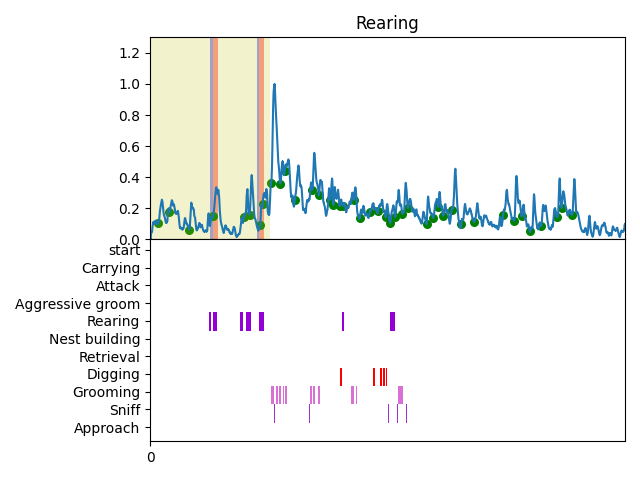 Rearing
1.2
1.0
0.8
0.6
0.4
0.2
0.0
start
Carrying
Attack
Aggressive groom
Rearing
Nest building
Retrieval
Digging
Grooming
Sniff
Approach
0